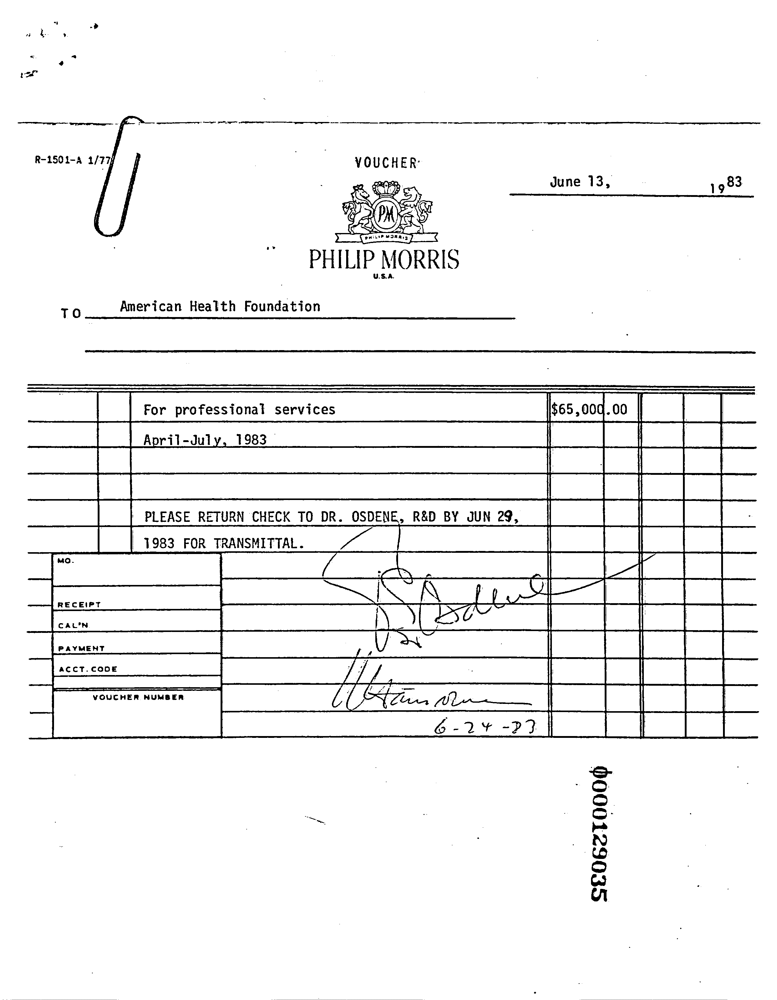 R-1501-A 1/77
VOUCHER
June 13, 1983
PM
PHILIP MORRIS
PHILIP MORRIS
U.S.A.
TO American Health Foundation
For professional services $65,000.00
April-July, 1983
PLEASE RETURN CHECK TO DR. OSDENE, R&D BY JUN 29,
1983 FOR TRANSMITTAL.
MO.
RECEIPT
CAL'N
PAYMENT
ACCT. CODE
VOUCHER NUMBER
Osdene
6-24-83
0000129035